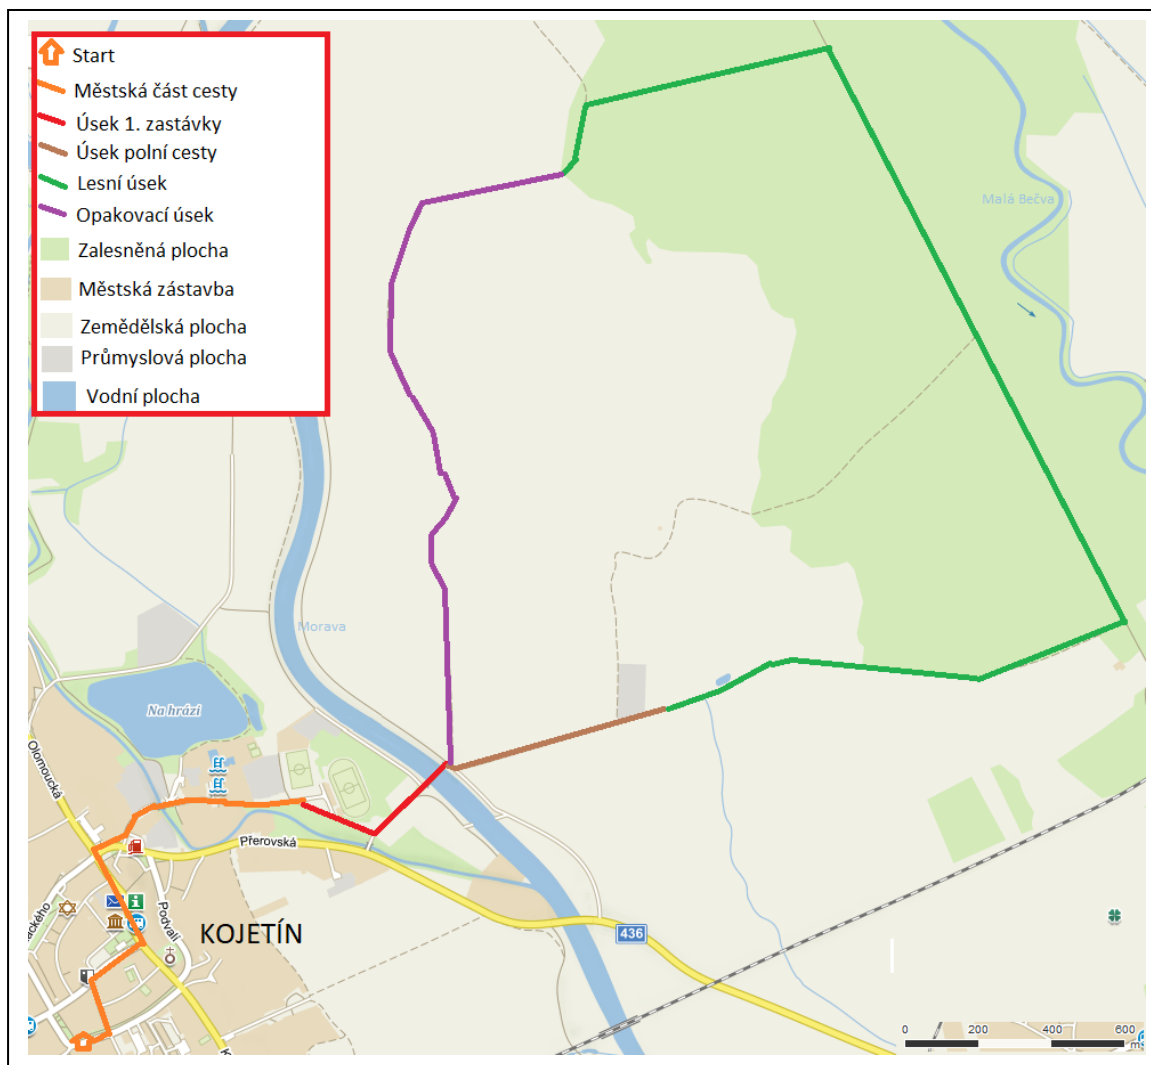 Start
Městská část cesty
Úsek 1. zastávky
Úsek polní cesty
Lesní úsek
Opakovací úsek
Zalesněná plocha
Městská zástavba
Zemědělská plocha
Průmyslová plocha
Vodní plocha
Malá Bečva
Morava
Na hrázi
Olomoucká
Přerovská
ackého
Podvalí
KOJETÍN
436
K
0 200 400 600
m